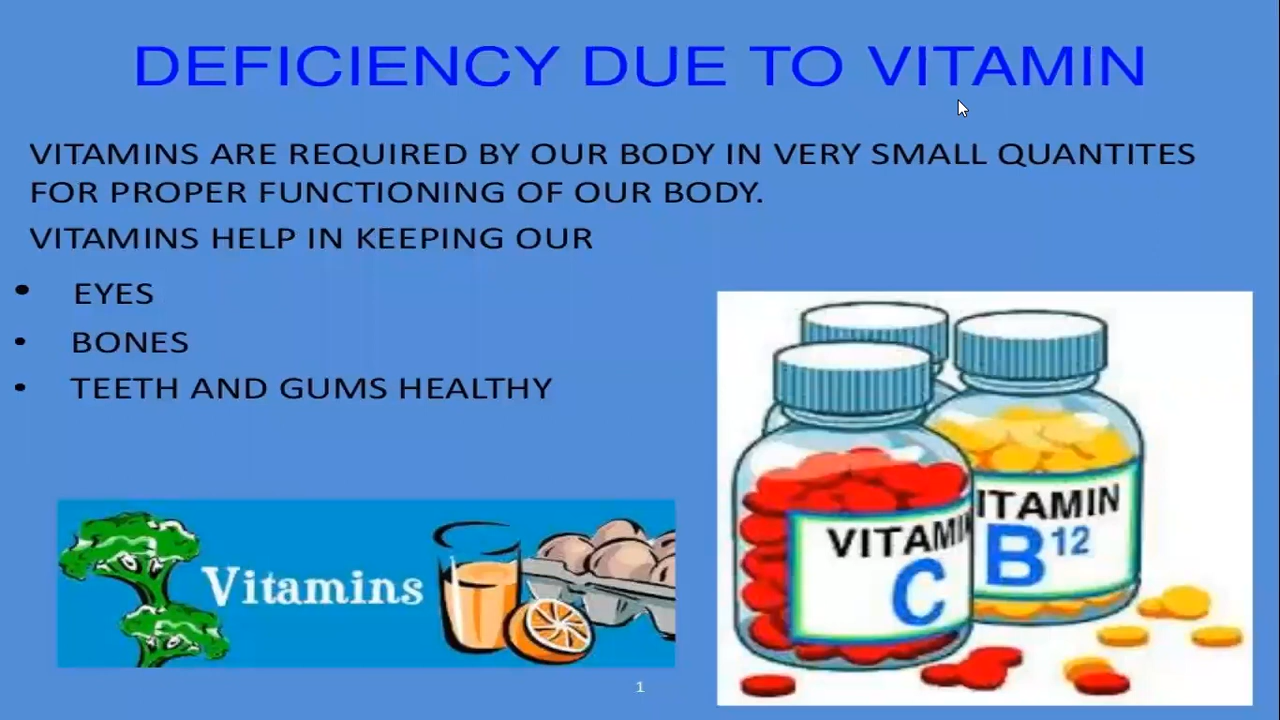 DEFICIENCY DUE TO VITAMIN
VITAMINS ARE REQUIRED BY OUR BODY IN VERY SMALL QUANTITES
FOR PROPER FUNCTIONING OF OUR BODY.
VITAMINS HELP IN KEEPING OUR
• EYES
• BONES
• TEETH AND GUMS HEALTHY
Vitamins
VITAMIN
C
ITAMIN
B12
1